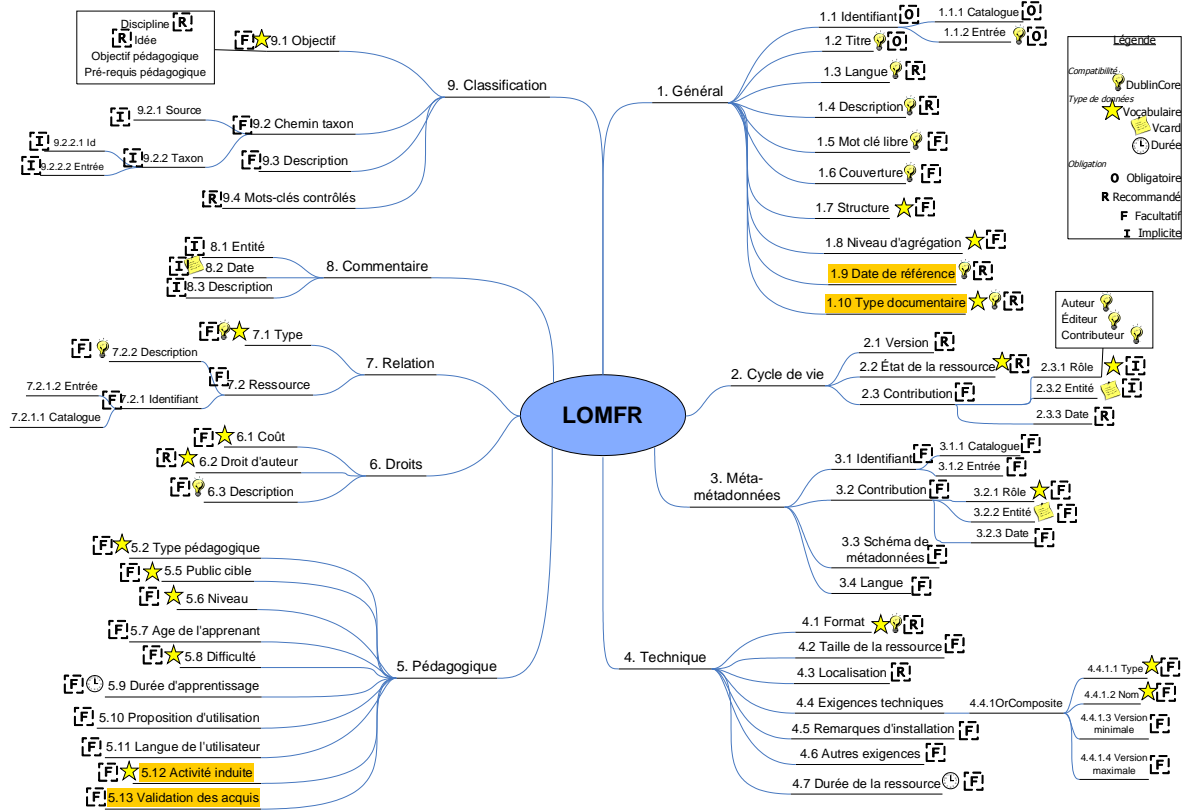 LOMFR
1. Général
1.1 Identifiant O
1.1.1 Catalogue O
1.1.2 Entrée O
1.2 Titre O
1.3 Langue R
1.4 Description R
1.5 Mot clé libre F
1.6 Couverture F
1.7 Structure F
1.8 Niveau d'agrégation F
1.9 Date de référence R
1.10 Type documentaire R
Légende
Compatibilité
DublinCore
Type de données
Vocabulaire
Vcard
Durée
Obligation
O Obligatoire
R Recommandé
F Facultatif
I Implicite
2. Cycle de vie
2.1 Version R
2.2 État de la ressource R
2.3 Contribution F
2.3.1 Rôle I
2.3.2 Entité I
2.3.3 Date R
Auteur
Éditeur
Contributeur
3. Méta-
métadonnées
3.1 Identifiant F
3.1.1 Catalogue F
3.1.2 Entrée F
3.2 Contribution F
3.2.1 Rôle F
3.2.2 Entité F
3.2.3 Date F
3.3 Schéma de
métadonnées F
3.4 Langue F
4. Technique
4.1 Format R
4.2 Taille de la ressource F
4.3 Localisation R
4.4 Exigences techniques
4.4.1OrComposite
4.4.1.1 Type F
4.4.1.2 Nom F
4.4.1.3 Version
minimale F
4.4.1.4 Version
maximale F
4.5 Remarques d'installation F
4.6 Autres exigences F
4.7 Durée de la ressource F
5. Pédagogique
F 5.2 Type pédagogique
F 5.5 Public cible
F 5.6 Niveau
F 5.7 Age de l'apprenant
F 5.8 Difficulté
F 5.9 Durée d'apprentissage
F 5.10 Proposition d'utilisation
F 5.11 Langue de l'utilisateur
F 5.12 Activité induite
F 5.13 Validation des acquis
6. Droits
F 6.1 Coût
R 6.2 Droit d'auteur
F 6.3 Description
7. Relation
F 7.1 Type
F 7.2 Ressource
F 7.2.2 Description
F 7.2.1 Identifiant
7.2.1.2 Entrée
7.2.1.1 Catalogue
8. Commentaire
I 8.1 Entité
I 8.2 Date
I 8.3 Description
9. Classification
F 9.1 Objectif
Discipline R
R Idée
Objectif pédagogique
Pré-requis pédagogique
F 9.2 Chemin taxon
I 9.2.1 Source
I 9.2.2 Taxon
I 9.2.2.1 Id
I 9.2.2.2 Entrée
F 9.3 Description
R 9.4 Mots-clés contrôlés